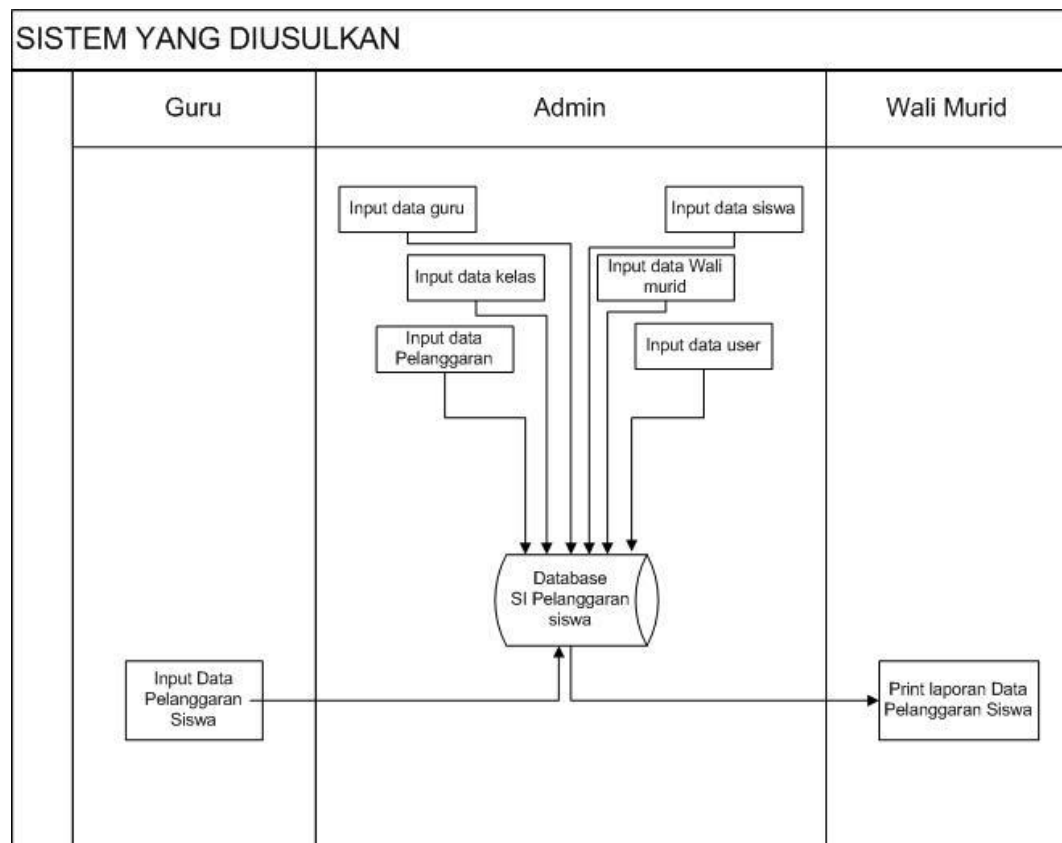 SISTEM YANG DIUSULKAN
Guru
Admin
Wali Murid
Input data guru
Input data siswa
Input data kelas
Input data Wali
murid
Input data
Pelanggaran
Input data user
Database
SI Pelanggaran
siswa
Input Data
Pelanggaran
Siswa
Print laporan Data
Pelanggaran Siswa